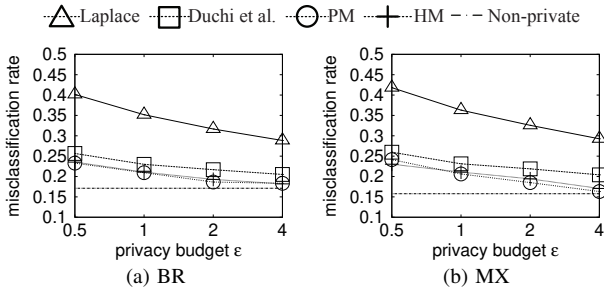 Laplace Duchi et al. PM HM Non-private
misclassification rate
0.5
0.45
0.4
0.35
0.3
0.25
0.2
0.15
0.1
0.5 1 2 4
privacy budget ε
(a) BR
misclassification rate
0.5
0.45
0.4
0.35
0.3
0.25
0.2
0.15
0.1
0.5 1 2 4
privacy budget ε
(b) MX